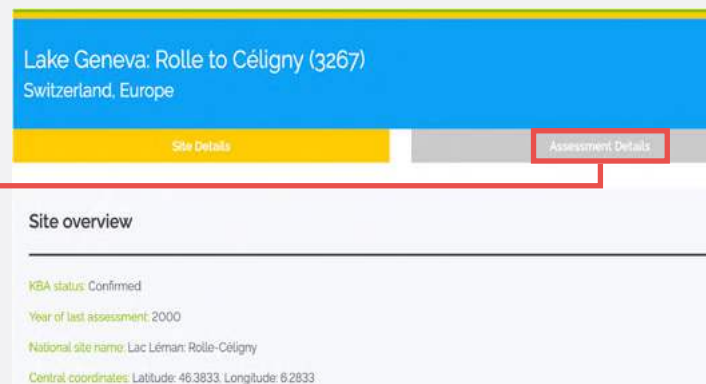 Lake Geneva: Rolle to Céligny (3267)
Switzerland, Europe
Site Details
Assessment Details
Site overview
KBA status: Confirmed
Year of last assessment: 2000
National site name: Lac Léman: Rolle-Céligny
Central coordinates: Latitude: 46.3833, Longitude: 6.2833